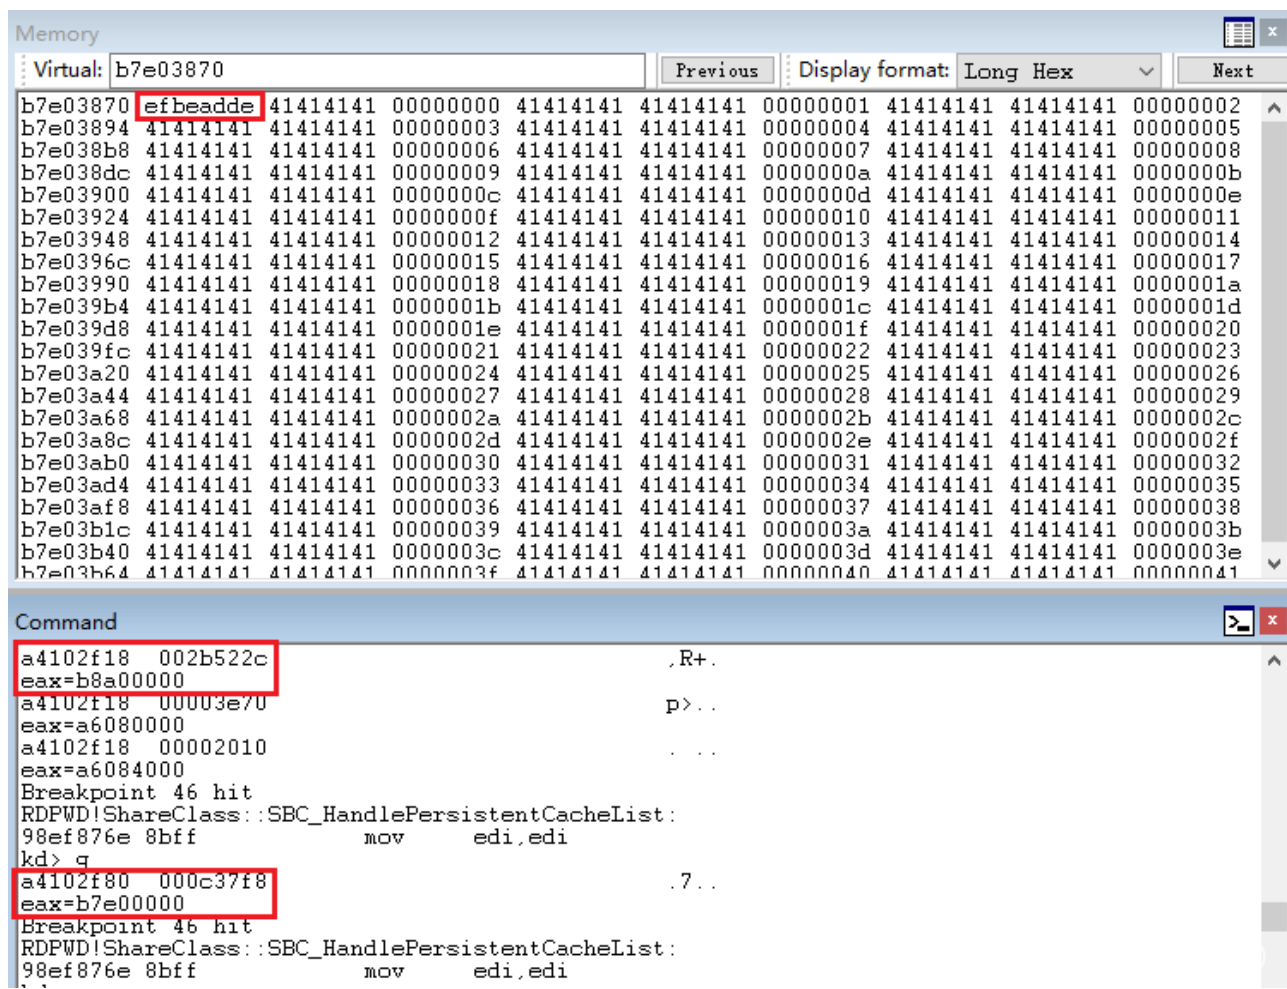 Memory
Virtual: b7e03870 Previous Display format: Long Hex Next
b7e03870 efbeadde 41414141 00000000 41414141 41414141 00000001 41414141 41414141 00000002
b7e03894 41414141 41414141 00000003 41414141 41414141 00000004 41414141 41414141 00000005
b7e038b8 41414141 41414141 00000006 41414141 41414141 00000007 41414141 41414141 00000008
b7e038dc 41414141 41414141 00000009 41414141 41414141 0000000a 41414141 41414141 0000000b
b7e03900 41414141 41414141 0000000c 41414141 41414141 0000000d 41414141 41414141 0000000e
b7e03924 41414141 41414141 0000000f 41414141 41414141 00000010 41414141 41414141 00000011
b7e03948 41414141 41414141 00000012 41414141 41414141 00000013 41414141 41414141 00000014
b7e0396c 41414141 41414141 00000015 41414141 41414141 00000016 41414141 41414141 00000017
b7e03990 41414141 41414141 00000018 41414141 41414141 00000019 41414141 41414141 0000001a
b7e039b4 41414141 41414141 0000001b 41414141 41414141 0000001c 41414141 41414141 0000001d
b7e039d8 41414141 41414141 0000001e 41414141 41414141 0000001f 41414141 41414141 00000020
b7e039fc 41414141 41414141 00000021 41414141 41414141 00000022 41414141 41414141 00000023
b7e03a20 41414141 41414141 00000024 41414141 41414141 00000025 41414141 41414141 00000026
b7e03a44 41414141 41414141 00000027 41414141 41414141 00000028 41414141 41414141 00000029
b7e03a68 41414141 41414141 0000002a 41414141 41414141 0000002b 41414141 41414141 0000002c
b7e03a8c 41414141 41414141 0000002d 41414141 41414141 0000002e 41414141 41414141 0000002f
b7e03ab0 41414141 41414141 00000030 41414141 41414141 00000031 41414141 41414141 00000032
b7e03ad4 41414141 41414141 00000033 41414141 41414141 00000034 41414141 41414141 00000035
b7e03af8 41414141 41414141 00000036 41414141 41414141 00000037 41414141 41414141 00000038
b7e03b1c 41414141 41414141 00000039 41414141 41414141 0000003a 41414141 41414141 0000003b
b7e03b40 41414141 41414141 0000003c 41414141 41414141 0000003d 41414141 41414141 0000003e
b7e03b64 41414141 41414141 0000003f 41414141 41414141 00000040 41414141 41414141 00000041
Command
a4102f18 002b522c ,R+.
eax=b8a00000
a4102f18 00003e70 p>..
eax=a6080000
a4102f18 00002010 . ..
eax=a6084000
Breakpoint 46 hit
RDPWD!ShareClass::SBC_HandlePersistentCacheList:
98ef876e 8bff mov edi,edi
kd> g
a4102f80 000c37f8 .7..
eax=b7e00000
Breakpoint 46 hit
RDPWD!ShareClass::SBC_HandlePersistentCacheList:
98ef876e 8bff mov edi,edi